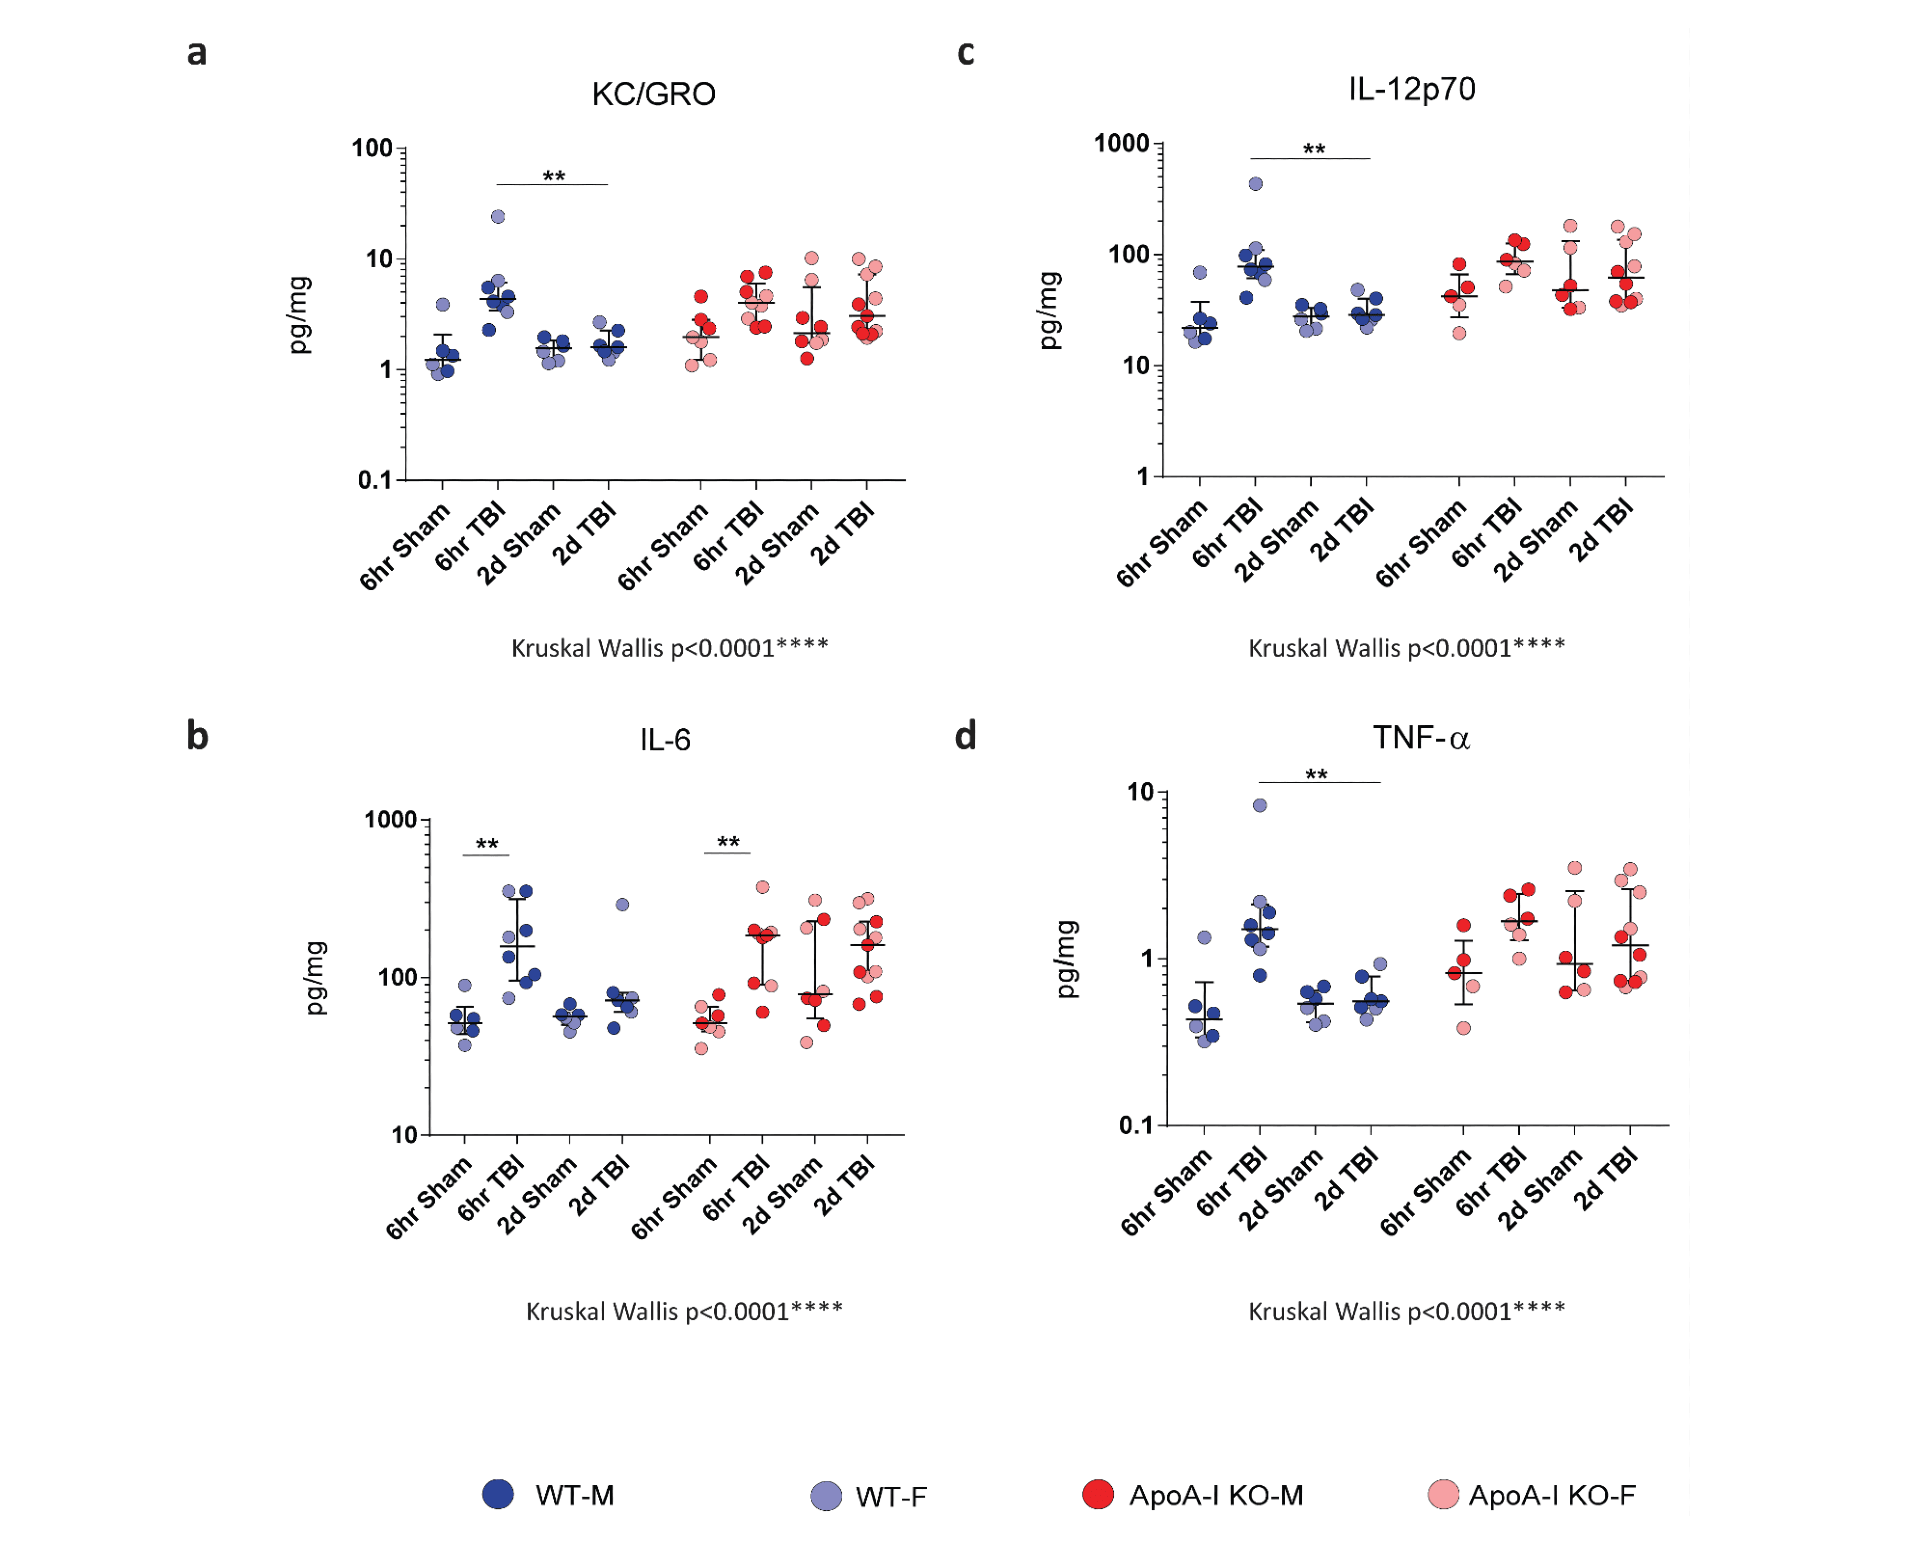 a
KC/GRO
100
10
1
0.1
pg/mg
**
6hr Sham
6hr TBI
2d Sham
2d TBI
6hr Sham
6hr TBI
2d Sham
2d TBI
Kruskal Wallis p<0.0001****
c
IL-12p70
1000
100
10
1
pg/mg
**
6hr Sham
6hr TBI
2d Sham
2d TBI
6hr Sham
6hr TBI
2d Sham
2d TBI
Kruskal Wallis p<0.0001****
b
IL-6
1000
100
10
pg/mg
**
**
6hr Sham
6hr TBI
2d Sham
2d TBI
6hr Sham
6hr TBI
2d Sham
2d TBI
Kruskal Wallis p<0.0001****
d
TNF-α
10
1
0.1
pg/mg
**
6hr Sham
6hr TBI
2d Sham
2d TBI
6hr Sham
6hr TBI
2d Sham
2d TBI
Kruskal Wallis p<0.0001****
WT-M
WT-F
ApoA-I KO-M
ApoA-I KO-F